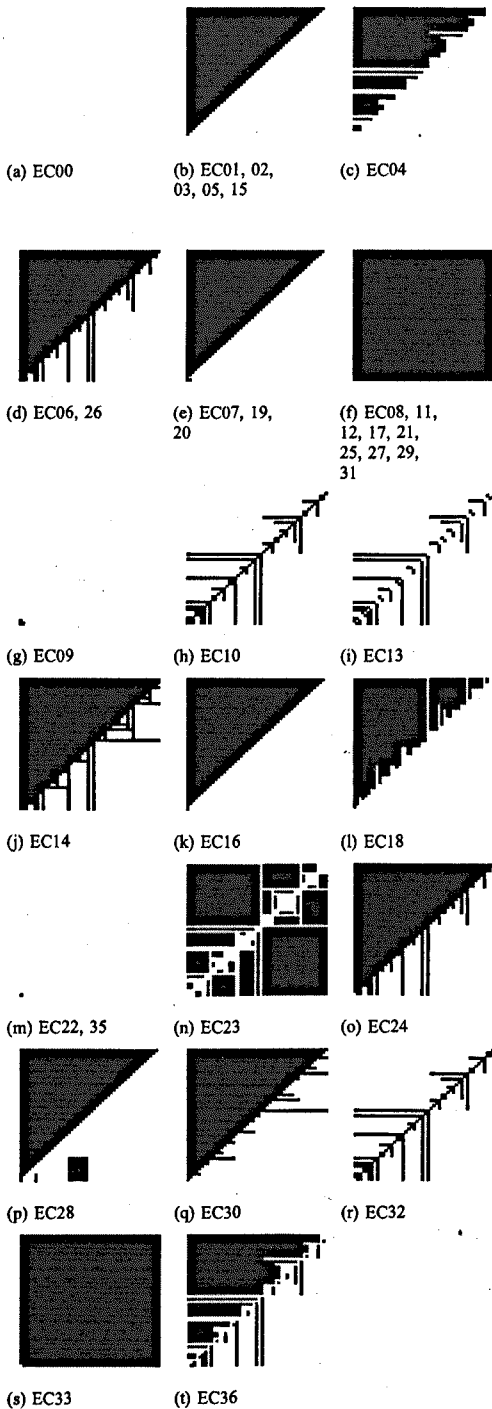 (a) EC00
(b) EC01, 02,
03, 05, 15
(c) EC04
(d) EC06, 26
(e) EC07, 19,
20
(f) EC08, 11,
12, 17, 21,
25, 27, 29,
31
(g) EC09
(h) EC10
(i) EC13
(j) EC14
(k) EC16
(l) EC18
(m) EC22, 35
(n) EC23
(o) EC24
(p) EC28
(q) EC30
(r) EC32
(s) EC33
(t) EC36